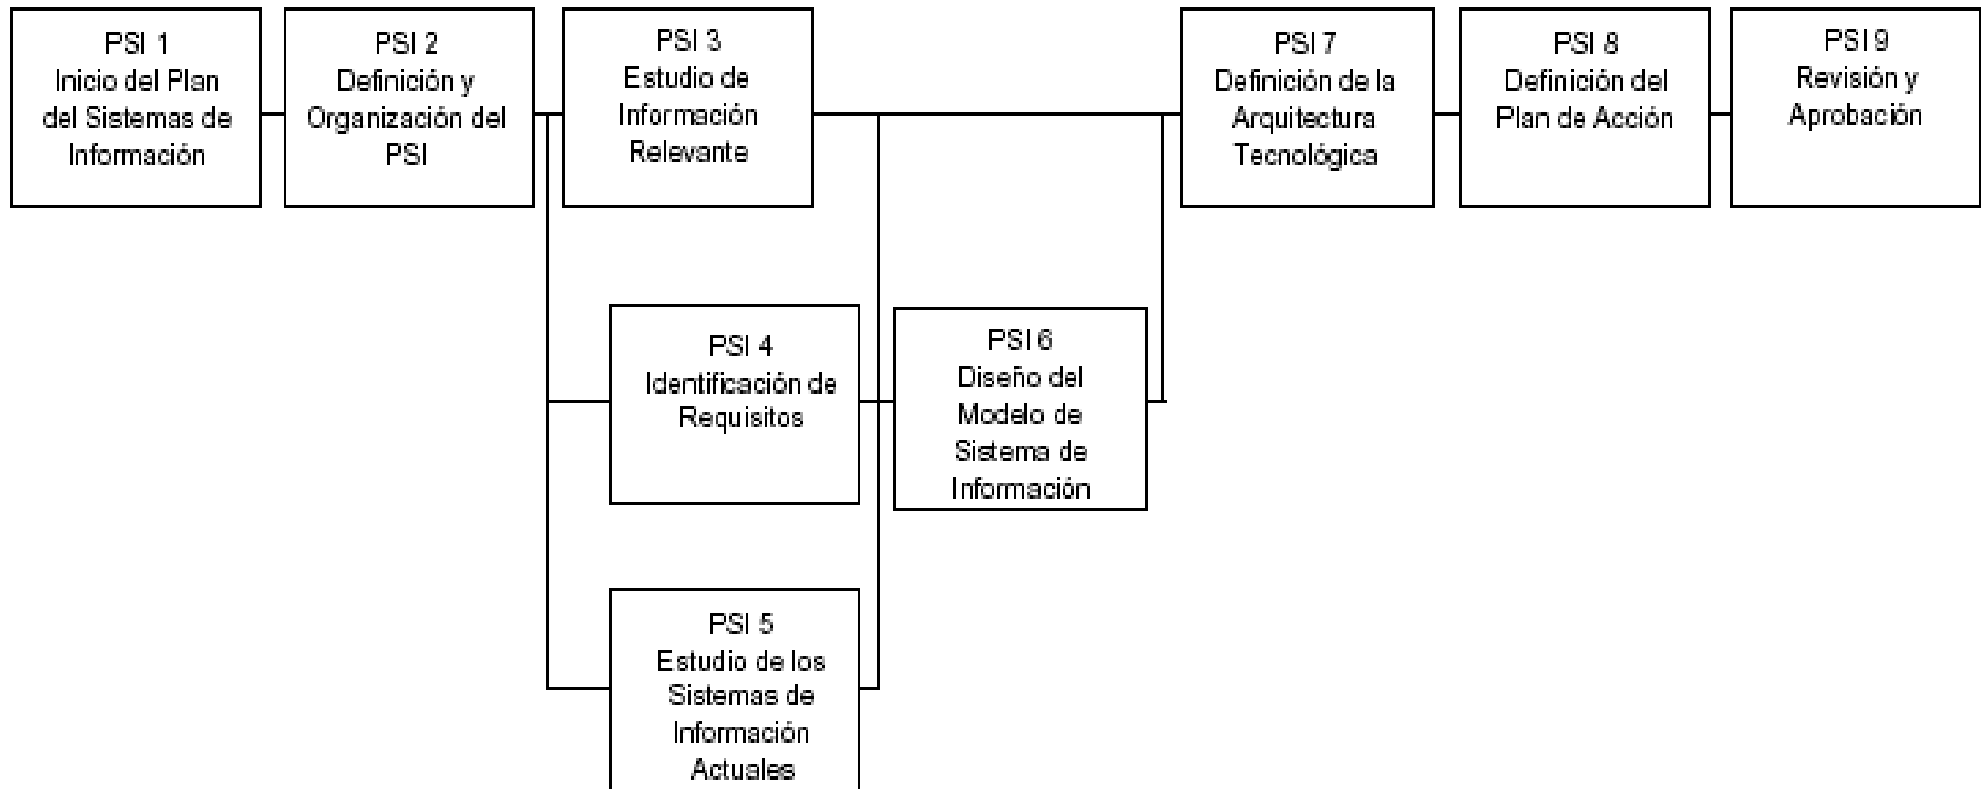 PSI 1
Inicio del Plan
del Sistemas de
Información
PSI 2
Definición y
Organización del
PSI
PSI 3
Estudio de
Información
Relevante
PSI 7
Definición de la
Arquitectura
Tecnológica
PSI 8
Definición del
Plan de Acción
PSI 9
Revisión y
Aprobación
PSI 4
Identificación de
Requisitos
PSI 6
Diseño del
Modelo de
Sistema de
Información
PSI 5
Estudio de los
Sistemas de
Información
Actuales